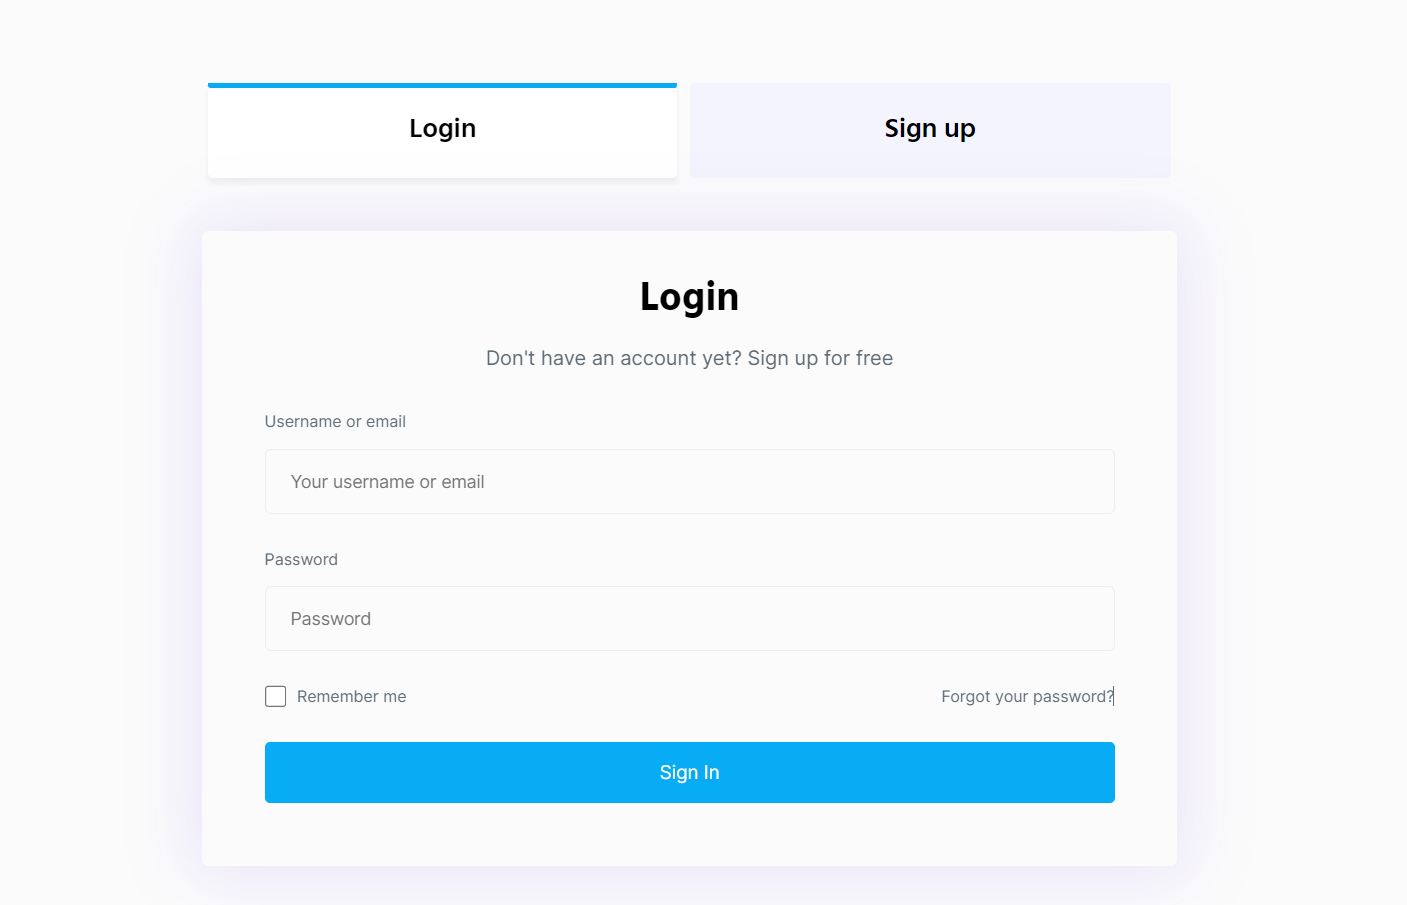 Login
Sign up
Login
Don't have an account yet? Sign up for free
Username or email
Your username or email
Password
Password
Remember me
Forgot your password?
Sign In